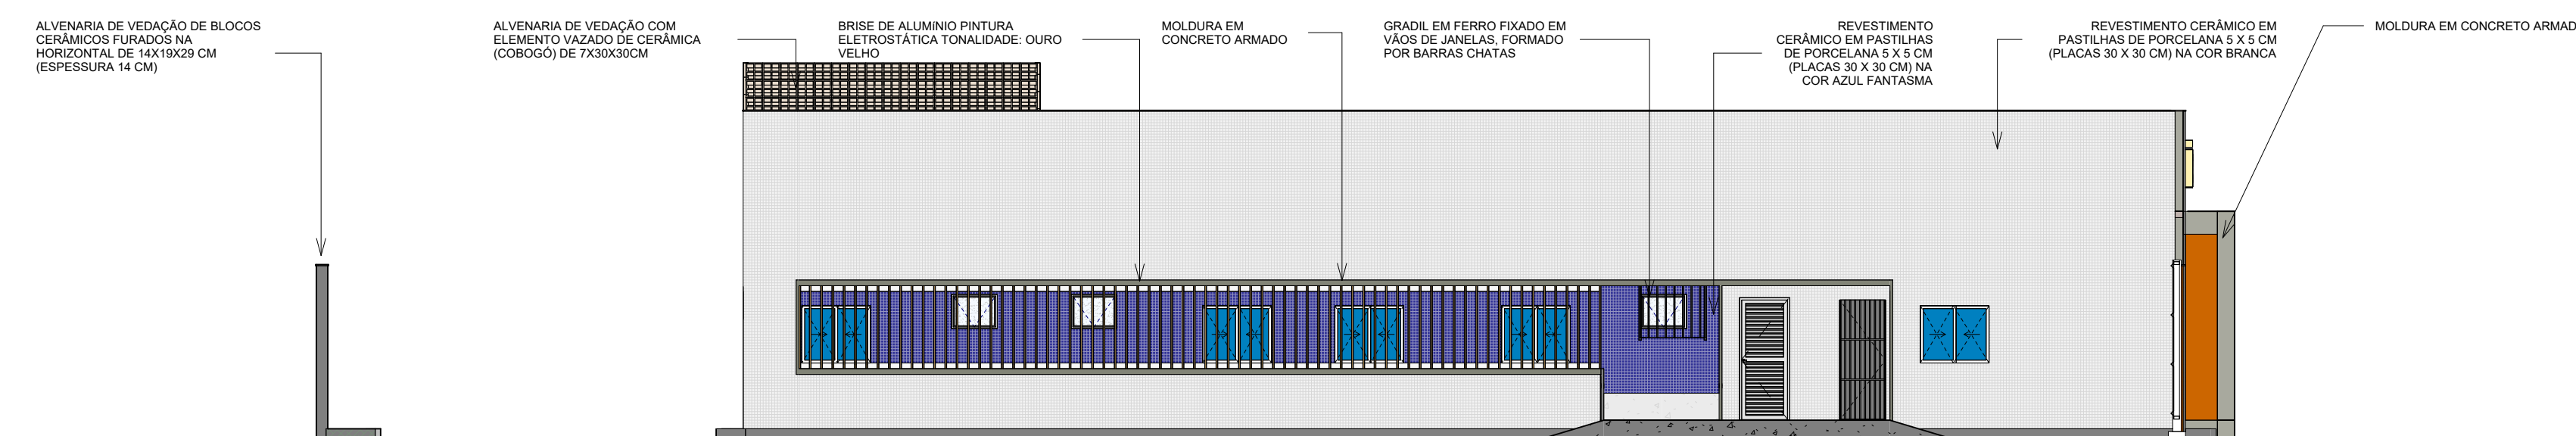 ALVENARIA DE VEDAÇÃO DE BLOCOS
CERÂMICOS FURADOS NA
HORIZONTAL DE 14X19X29 CM
(ESPESSURA 14 CM)
ALVENARIA DE VEDAÇÃO COM
ELEMENTO VAZADO DE CERÂMICA
(COBOGÓ) DE 7X30X30CM
BRISE DE ALUMíNIO PINTURA
ELETROSTÁTICA TONALIDADE: OURO
VELHO
MOLDURA EM
CONCRETO ARMADO
GRADIL EM FERRO FIXADO EM
VÃOS DE JANELAS, FORMADO
POR BARRAS CHATAS
REVESTIMENTO
CERÂMICO EM PASTILHAS
DE PORCELANA 5 X 5 CM
(PLACAS 30 X 30 CM) NA
COR AZUL FANTASMA
REVESTIMENTO CERÂMICO EM
PASTILHAS DE PORCELANA 5 X 5 CM
(PLACAS 30 X 30 CM) NA COR BRANCA
MOLDURA EM CONCRETO ARMAD